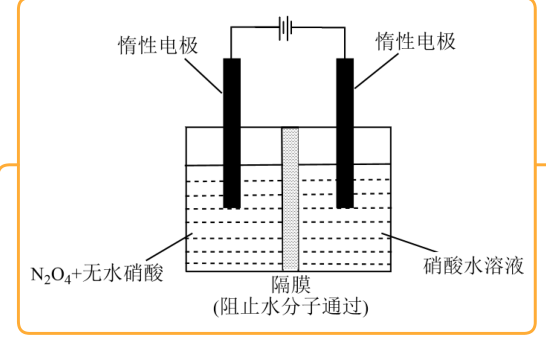 惰性电极
惰性电极
N₂O₄+无水硝酸
硝酸水溶液
隔膜
(阻止水分子通过)